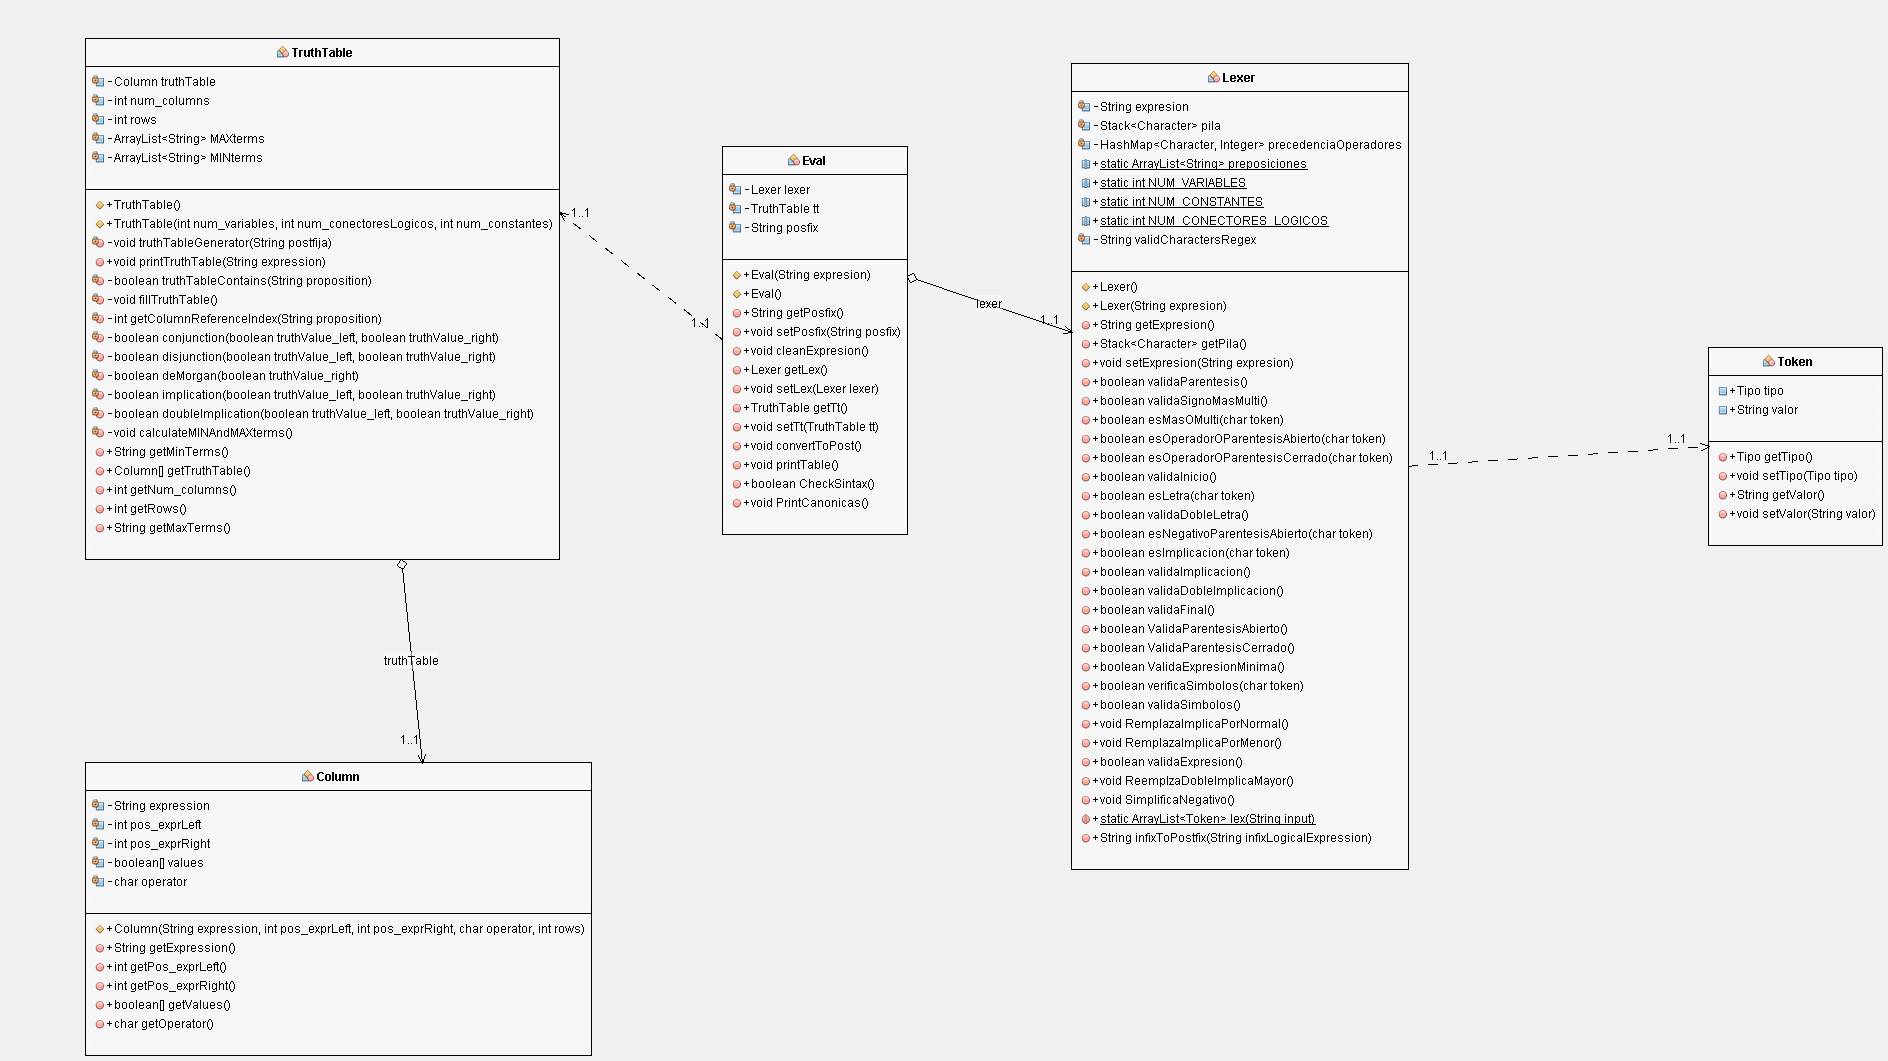 TruthTable
-Column truthTable
-int num_columns
-int rows
-ArrayList<String> MAXterms
-ArrayList<String> MINterms
+TruthTable()
+TruthTable(int num_variables, int num_conectoresLogicos, int num_constantes)
-void truthTableGenerator(String postfija)
+void printTruthTable(String expression)
-boolean truthTableContains(String proposition)
-void fillTruthTable()
-int getColumnReferenceIndex(String proposition)
-boolean conjunction(boolean truthValue_left, boolean truthValue_right)
-boolean disjunction(boolean truthValue_left, boolean truthValue_right)
-boolean deMorgan(boolean truthValue_right)
-boolean implication(boolean truthValue_left, boolean truthValue_right)
-boolean doubleImplication(boolean truthValue_left, boolean truthValue_right)
-void calculateMINAndMAXterms()
+String getMinTerms()
+Column[] getTruthTable()
+int getNum_columns()
+int getRows()
+String getMaxTerms()
1..1
1..1
Eval
-Lexer lexer
-TruthTable tt
-String posfix
+Eval(String expresion)
+Eval()
+String getPosfix()
+void setPosfix(String posfix)
+void cleanExpresion()
+Lexer getLex()
+void setLex(Lexer lexer)
+TruthTable getTt()
+void setTt(TruthTable tt)
+void convertToPost()
+void printTable()
+boolean CheckSintax()
+void PrintCanonicas()
lexer
1..1
Lexer
-String expresion
-Stack<Character> pila
-HashMap<Character, Integer> precedenciaOperadores
+static ArrayList<String> preposiciones
+static int NUM_VARIABLES
+static int NUM_CONSTANTES
+static int NUM_CONECTORES_LOGICOS
-String validCharactersRegex
+Lexer()
+Lexer(String expresion)
+String getExpresion()
+Stack<Character> getPila()
+void setExpresion(String expresion)
+boolean validaParentesis()
+boolean validaSignoMasMulti()
+boolean esMasOMulti(char token)
+boolean esOperadorOParentesisAbierto(char token)
+boolean esOperadorOParentesisCerrado(char token)
+boolean validaInicio()
+boolean esLetra(char token)
+boolean validaDobleLetra()
+boolean esNegativoParentesisAbierto(char token)
+boolean esImplicacion(char token)
+boolean validaImplicacion()
+boolean validaDobleImplicacion()
+boolean validaFinal()
+boolean ValidaParentesisAbierto()
+boolean ValidaParentesisCerrado()
+boolean ValidaExpresionMinima()
+boolean verificaSimbolos(char token)
+boolean validaSimbolos()
+void RemplazaImplicaPorNormal()
+void RemplazaImplicaPorMenor()
+boolean validaExpresion()
+void ReemplzaDobleImplicaMayor()
+void SimplificaNegativo()
+static ArrayList<Token> lex(String input)
+String infixToPostfix(String infixLogicalExpression)
1..1
1..1
Token
+Tipo tipo
+String valor
+Tipo getTipo()
+void setTipo(Tipo tipo)
+String getValor()
+void setValor(String valor)
truthTable
1..1
Column
-String expression
-int pos_exprLeft
-int pos_exprRight
-boolean[] values
-char operator
+Column(String expression, int pos_exprLeft, int pos_exprRight, char operator, int rows)
+String getExpression()
+int getPos_exprLeft()
+int getPos_exprRight()
+boolean[] getValues()
+char getOperator()